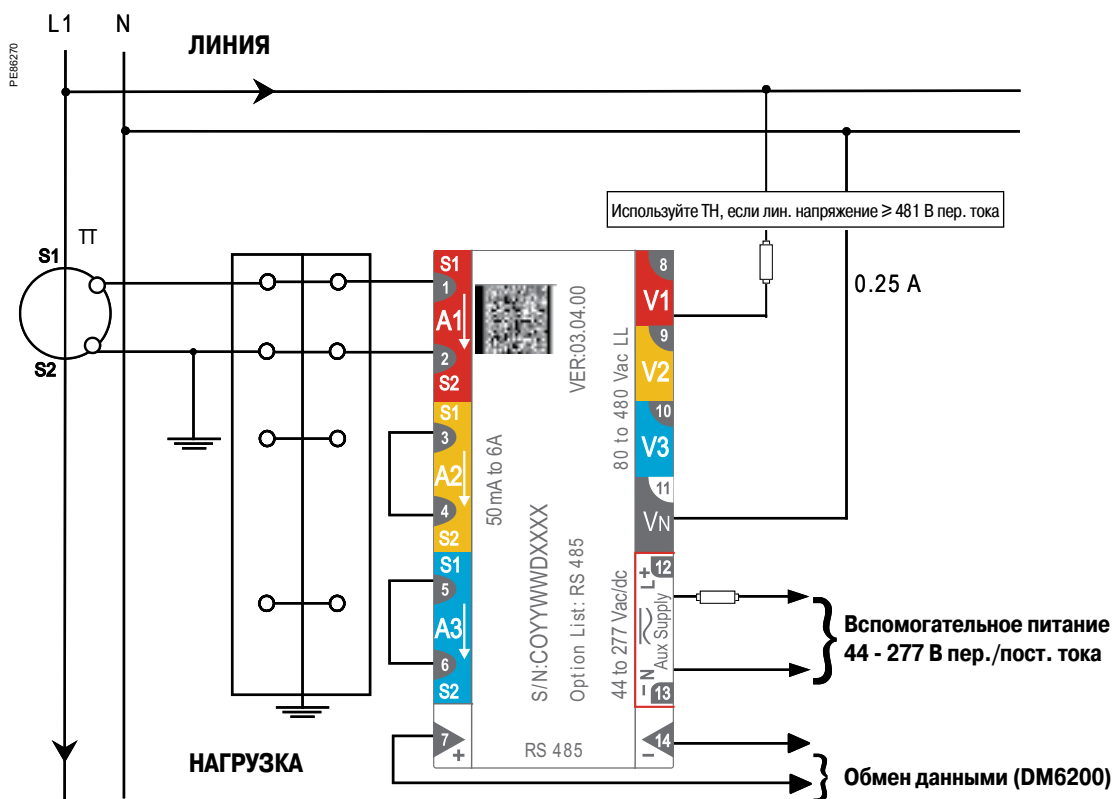 PE86270
L1 N
ЛИНИЯ
Используйте ТН, если лин. напряжение ≥ 481 В пер. тока
0.25 A
ТТ
S1
S2
S1
1
A1
2
S2
S1
3
A2
4
S2
S1
5
A3
6
S2
7
+
50mA to 6A
S/N:COYYWWDXXXX
VER:03.04.00
Option List: RS 485
80 to 480 Vac LL
44 to 277 Vac/dc
RS 485
8
V1
9
V2
10
V3
11
VN
12
L+
Aux Supply
– N
13
14
–
Вспомогательное питание
44 - 277 В пер./пост. тока
НАГРУЗКА
Обмен данными (DM6200)